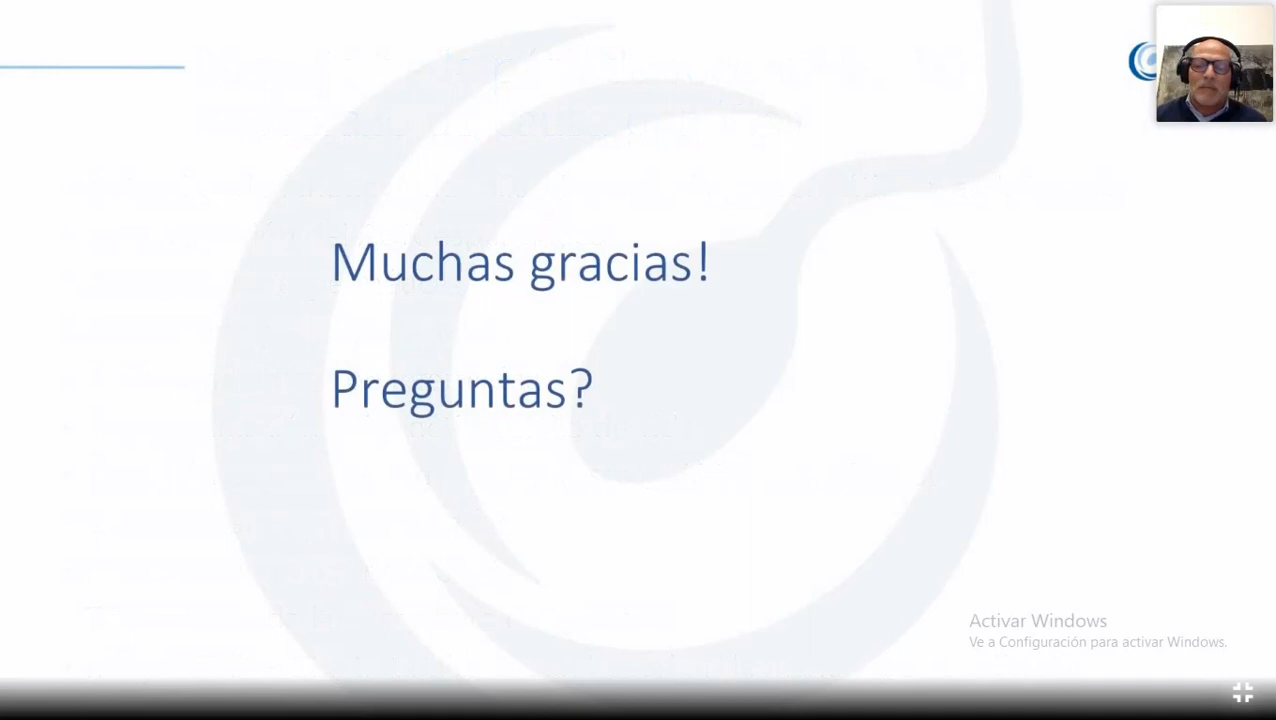 Muchas gracias!
Preguntas?
Activar Windows
Ve a Configuración para activar Windows.